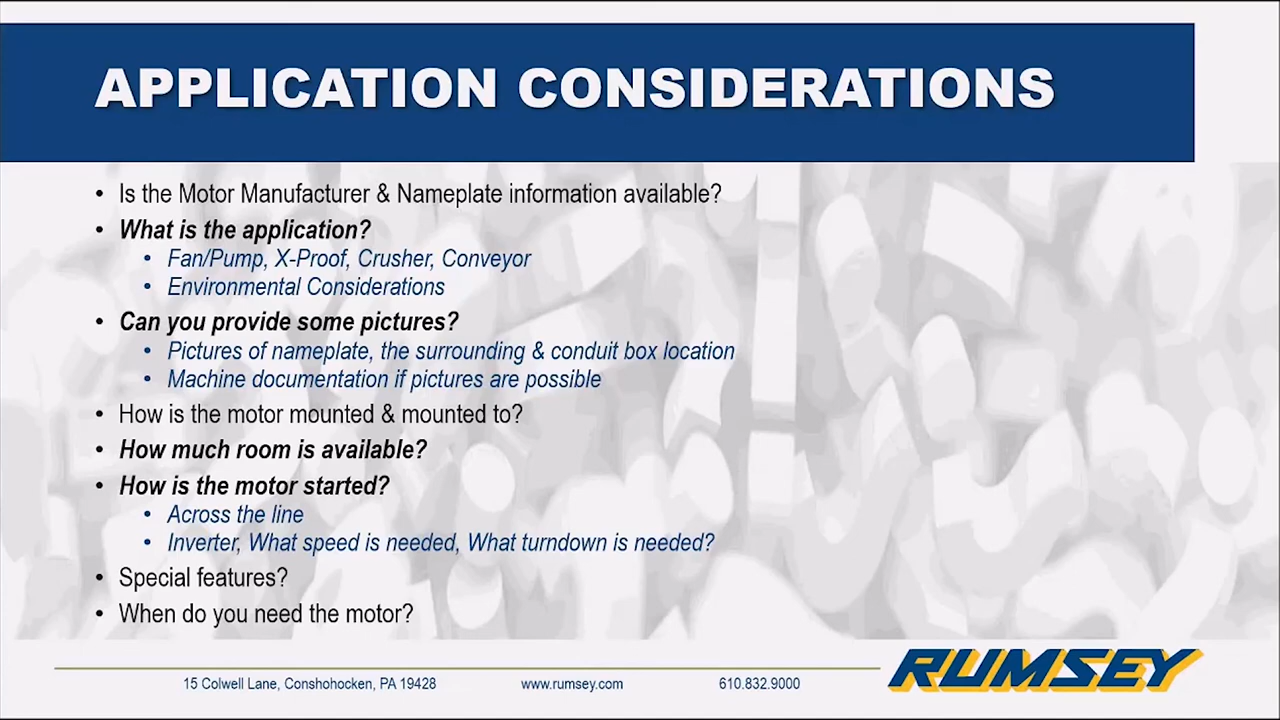 APPLICATION CONSIDERATIONS
• Is the Motor Manufacturer & Nameplate information available?
• What is the application?
• Fan/Pump, X-Proof, Crusher, Conveyor
• Environmental Considerations
• Can you provide some pictures?
• Pictures of nameplate, the surrounding & conduit box location
• Machine documentation if pictures are possible
• How is the motor mounted & mounted to?
• How much room is available?
• How is the motor started?
• Across the line
• Inverter, What speed is needed, What turndown is needed?
• Special features?
• When do you need the motor?
15 Colwell Lane, Conshohocken, PA 19428 www.rumsey.com 610.832.9000
RUMSEY